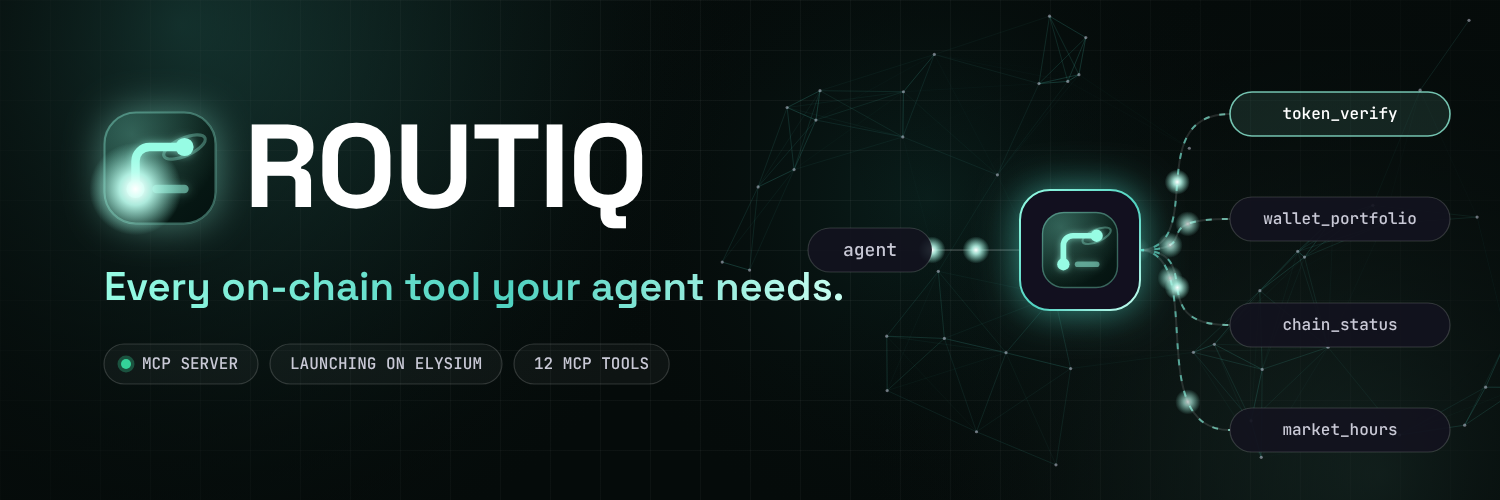 ROUTIQ
Every on-chain tool your agent needs.
MCP SERVER
LAUNCHING ON ELYSIUM
12 MCP TOOLS
agent
token_verify
wallet_portfolio
chain_status
market_hours